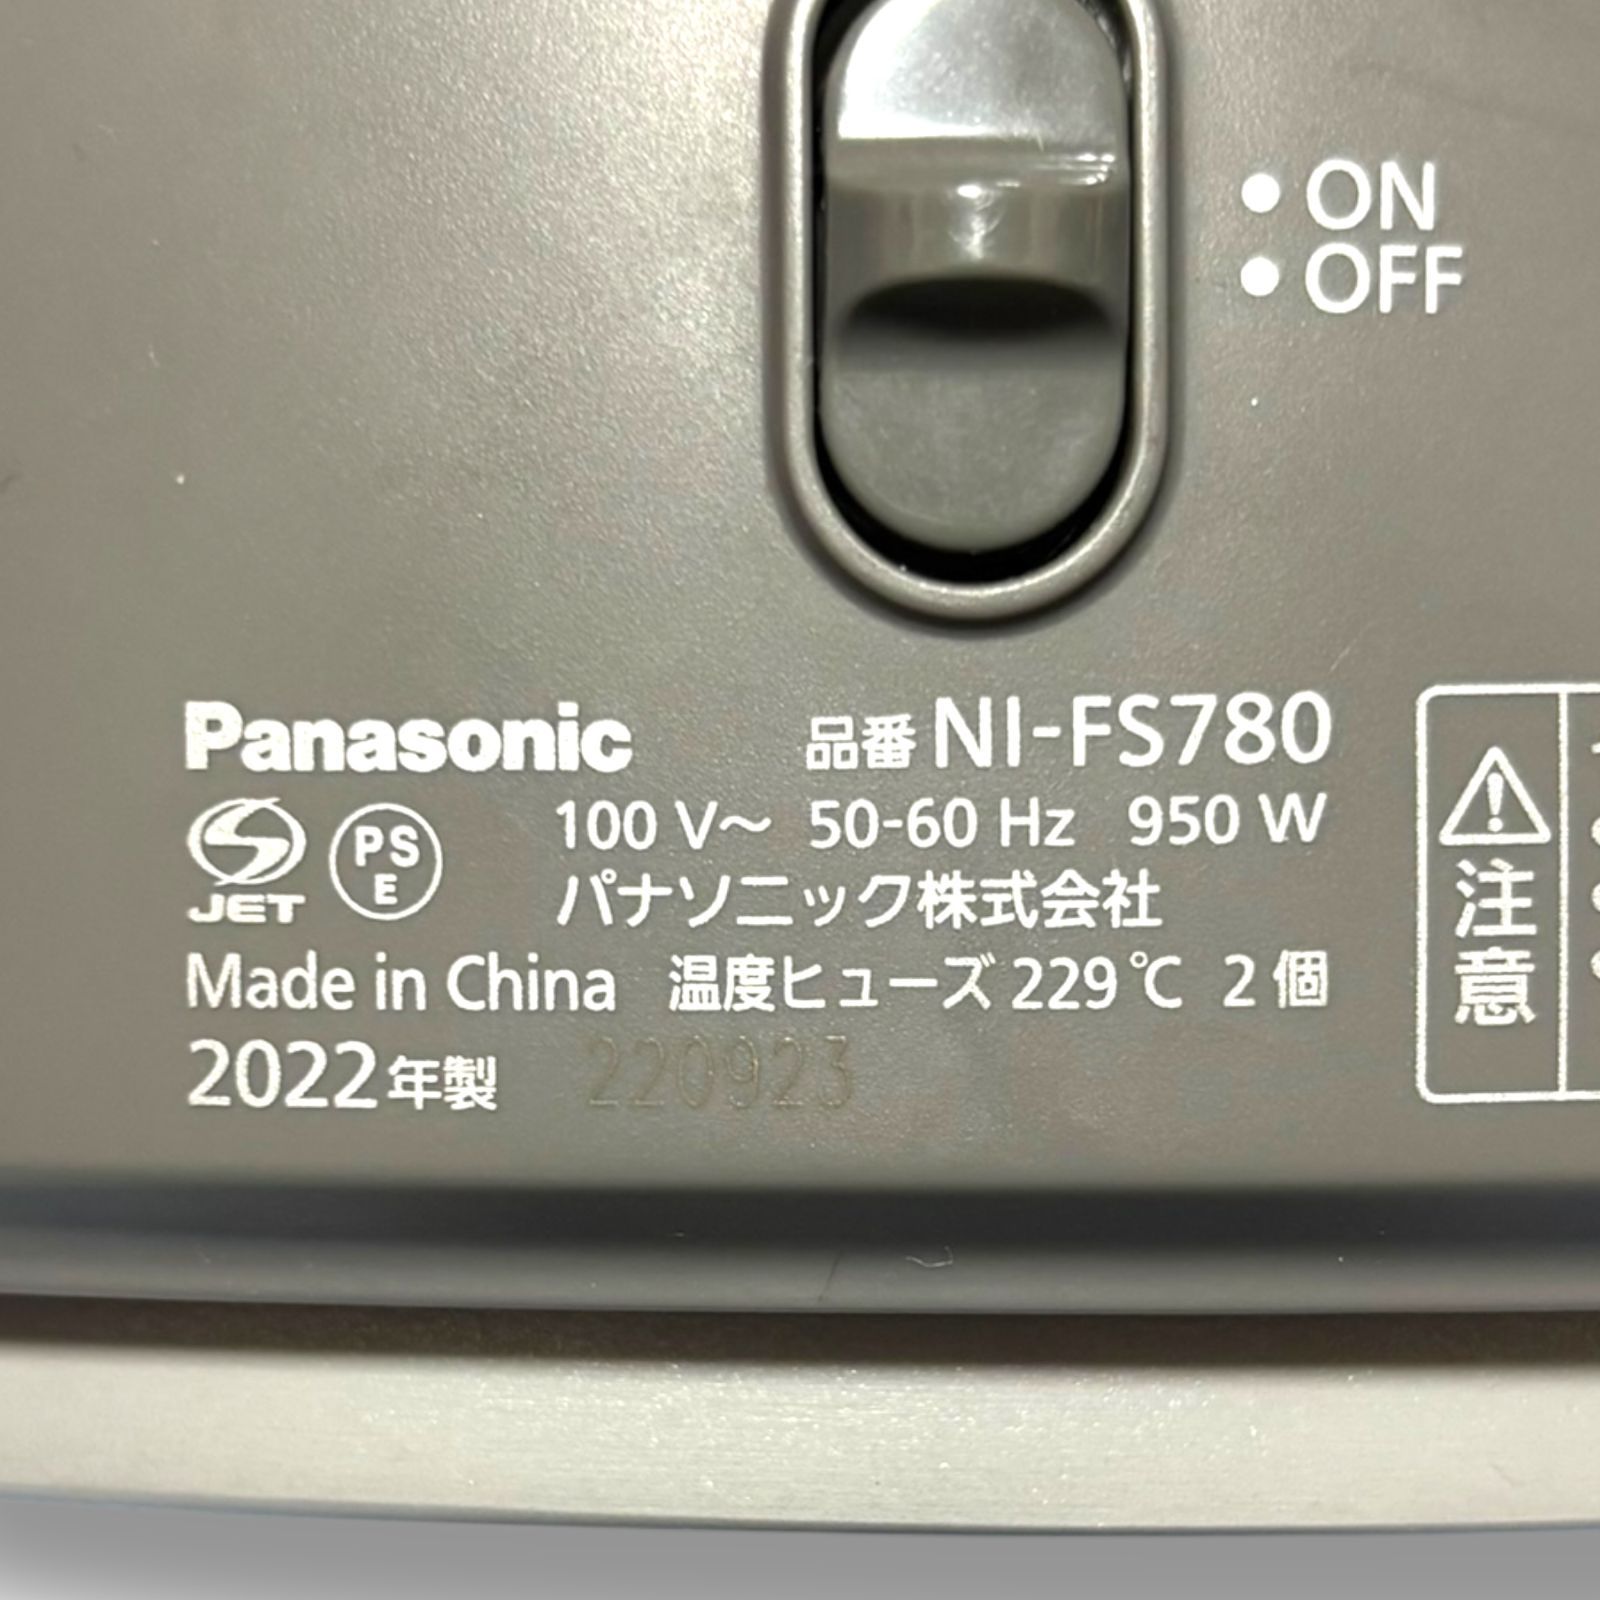 ON
OFF
Panasonic 品番 NI-FS780
JET PS E 100 V～ 50-60 Hz 950 W
パナソニック株式会社
Made in China 温度ヒューズ 229℃ 2個
2022年製 220923
注意